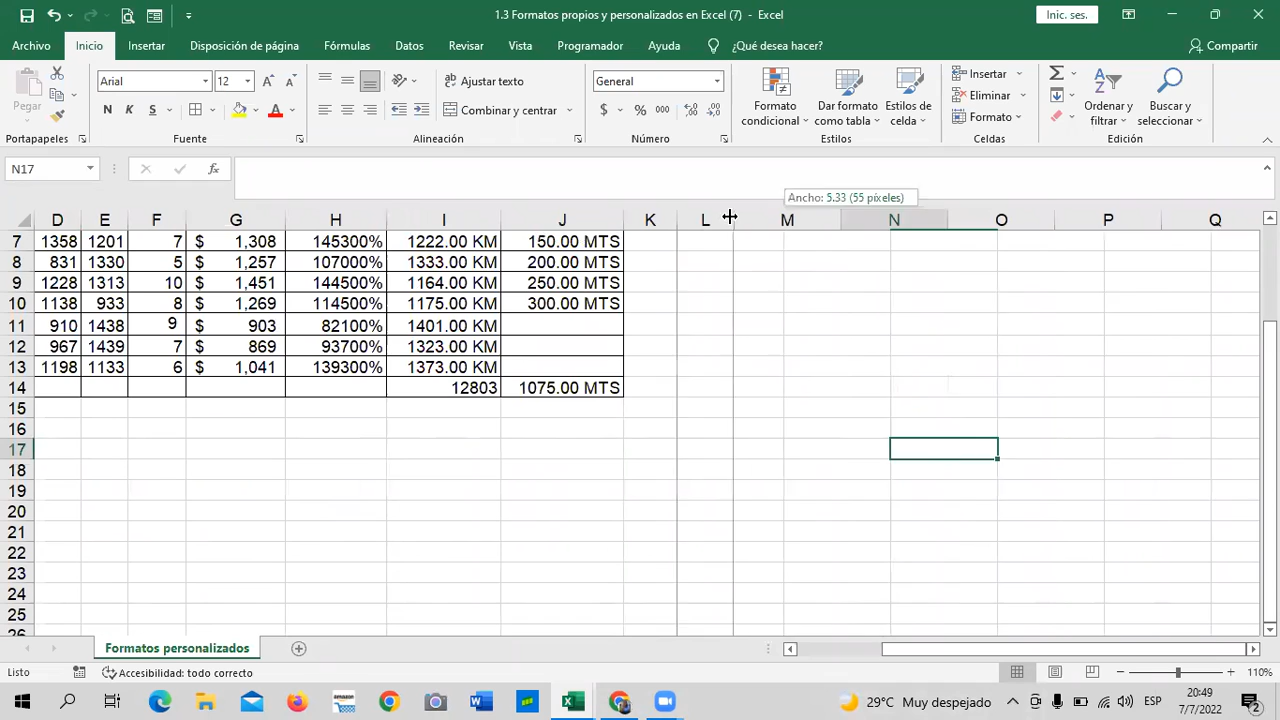 1.3 Formatos propios y personalizados en Excel (7) - Excel
Inic. ses.
Archivo Inicio Insertar Disposición de página Fórmulas Datos Revisar Vista Programador Ayuda ¿Qué desea hacer? Compartir
Pegar
Arial 12
N K S
Ajustar texto
Combinar y centrar
General
$ % 000
Formato condicional
Dar formato como tabla
Estilos de celda
Insertar
Eliminar
Formato
Ordenar y filtrar
Buscar y seleccionar
Portapapeles Fuente Alineación Número Estilos Celdas Edición
N17 fx
Ancho: 5.33 (55 píxeles)
D E F G H I J K L M N O P Q
7 1358 1201 7 $ 1,308 145300% 1222.00 KM 150.00 MTS
8 831 1330 5 $ 1,257 107000% 1333.00 KM 200.00 MTS
9 1228 1313 10 $ 1,451 144500% 1164.00 KM 250.00 MTS
10 1138 933 8 $ 1,269 114500% 1175.00 KM 300.00 MTS
11 910 1438 9 $ 903 82100% 1401.00 KM
12 967 1439 7 $ 869 93700% 1323.00 KM
13 1198 1133 6 $ 1,041 139300% 1373.00 KM
14 12803 1075.00 MTS
15
16
17
18
19
20
21
22
23
24
25
26
Formatos personalizados
Listo Accesibilidad: todo correcto 110%
29°C Muy despejado ESP 20:49
7/7/2022 2